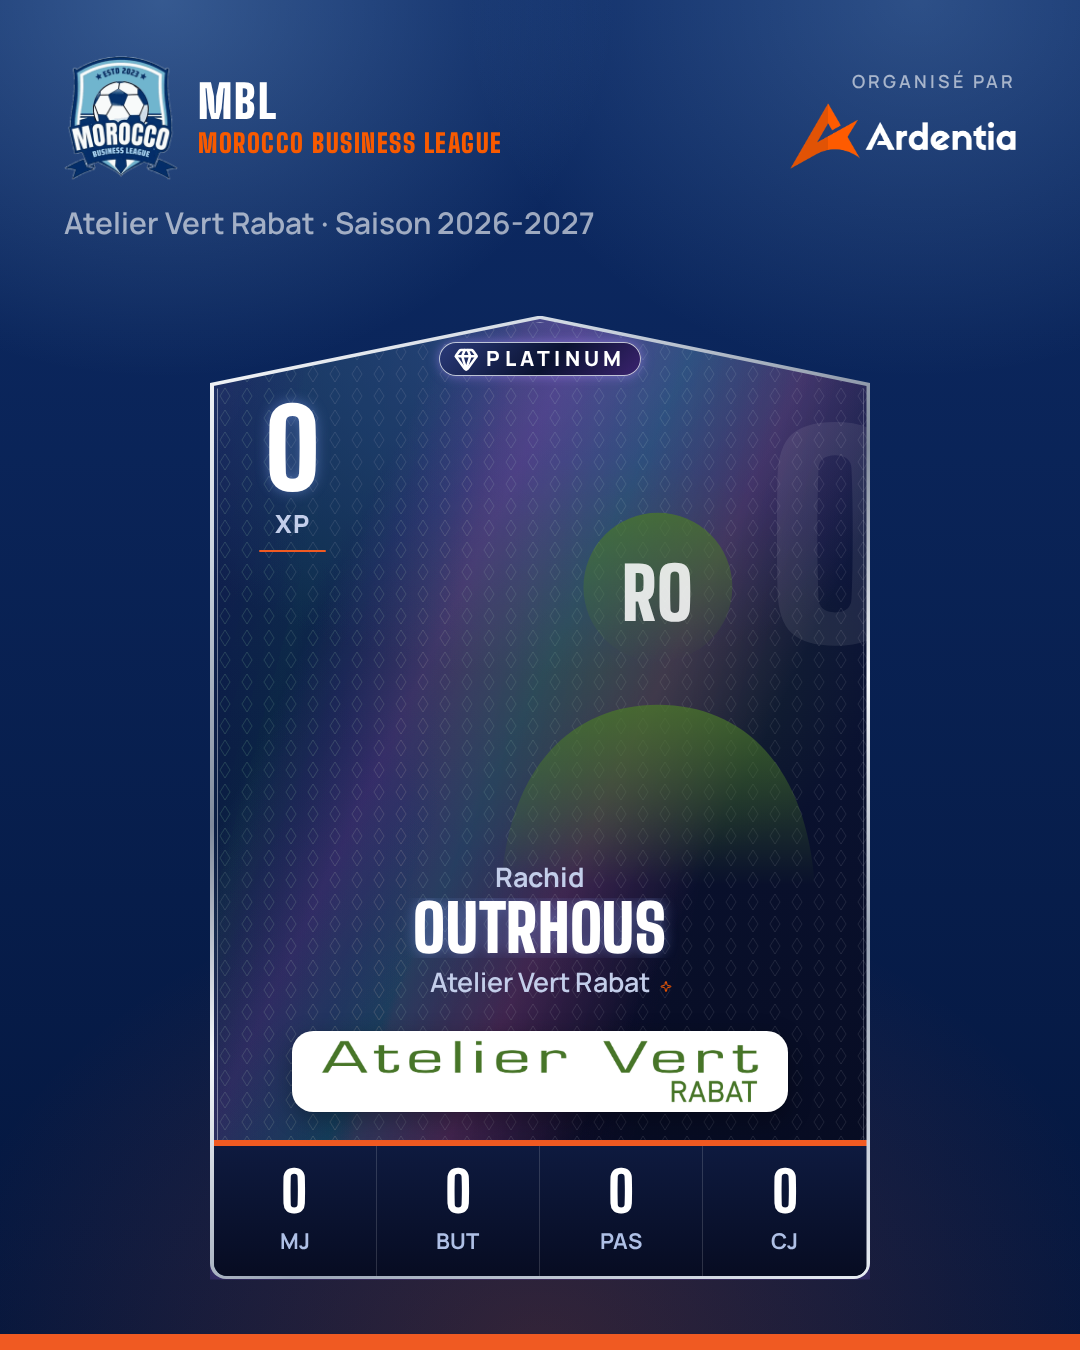 ★ ESTD 2023 ★
MOROCCO
BUSINESS LEAGUE
MBL
MOROCCO BUSINESS LEAGUE
ORGANISÉ PAR
Ardentia
Atelier Vert Rabat · Saison 2026-2027
PLATINUM
0
XP
0
RO
Rachid
OUTRHOUS
Atelier Vert Rabat
Atelier Vert
RABAT
0 0 0 0
MJ BUT PAS CJ